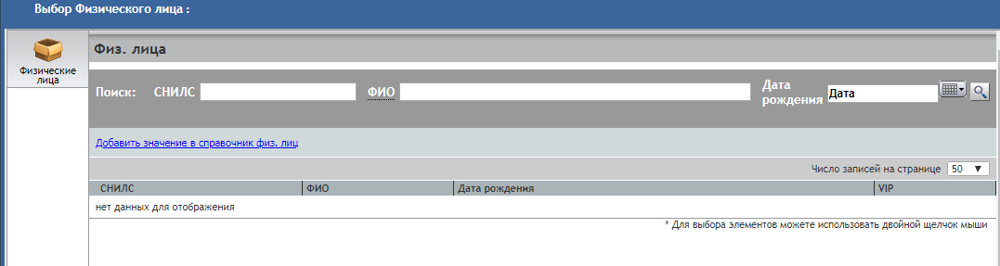 Выбор Физического лица :
Физические
лица
Физ. лица
Поиск: СНИЛС ФИО Дата
рождения Дата
Добавить значение в справочник физ. лиц
Число записей на странице 50
СНИЛС ФИО Дата рождения VIP
нет данных для отображения
* Для выбора элементов можете использовать двойной щелчок мыши